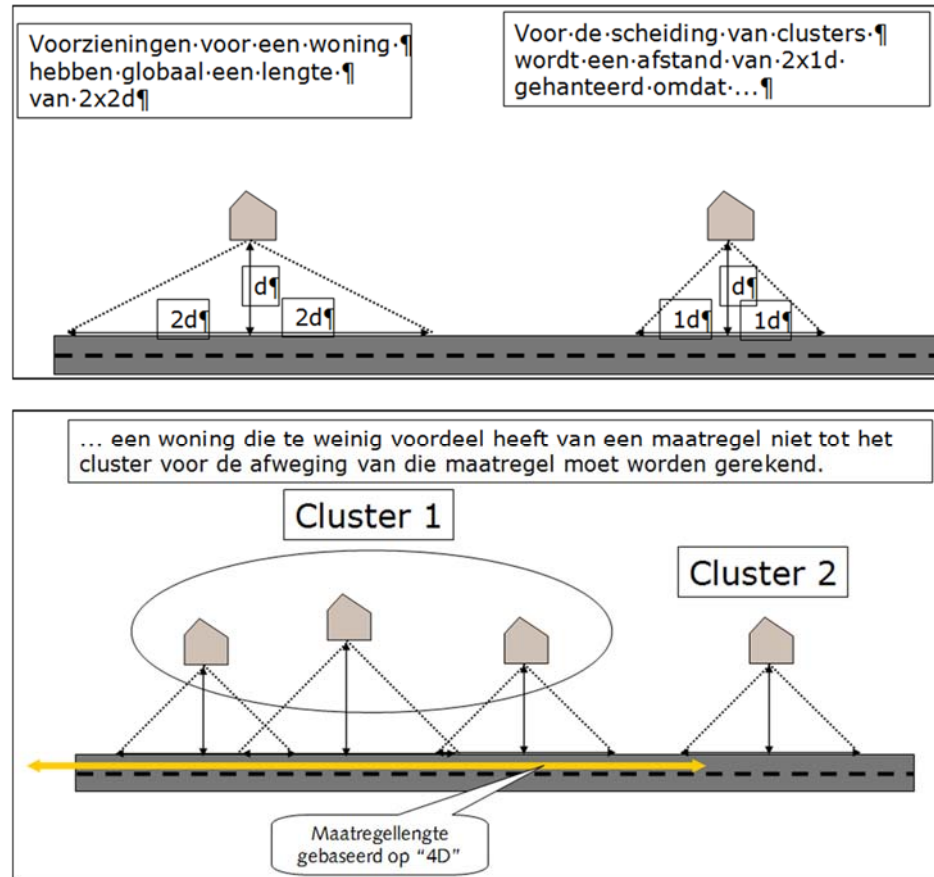 Voorzieningen·voor·een·woning·¶
hebben·globaal·een·lengte·¶
van·2x2d¶
Voor·de·scheiding·van·clusters·¶
wordt·een·afstand·van·2x1d·
gehanteerd·omdat·...¶
d¶
2d¶
2d¶
d¶
1d¶
1d¶
... een woning die te weinig voordeel heeft van een maatregel niet tot het
cluster voor de afweging van die maatregel moet worden gerekend.
Cluster 1
Cluster 2
Maatregellengte
gebaseerd op “4D”